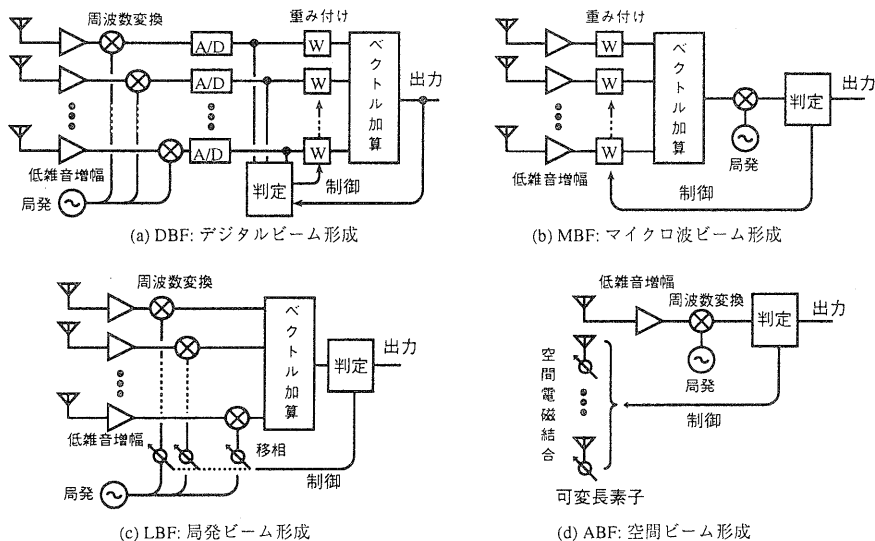 周波数変換
重み付け
A/D
W
A/D
W
A/D
W
ベクトル加算
出力
判定
制御
低雑音増幅
局発
(a) DBF: デジタルビーム形成
重み付け
W
W
W
ベクトル加算
出力
判定
局発
低雑音増幅
制御
(b) MBF: マイクロ波ビーム形成
周波数変換
ベクトル加算
出力
判定
低雑音増幅
移相
制御
局発
(c) LBF: 局発ビーム形成
低雑音増幅
周波数変換
出力
判定
局発
空間電磁結合
制御
可変長素子
(d) ABF: 空間ビーム形成